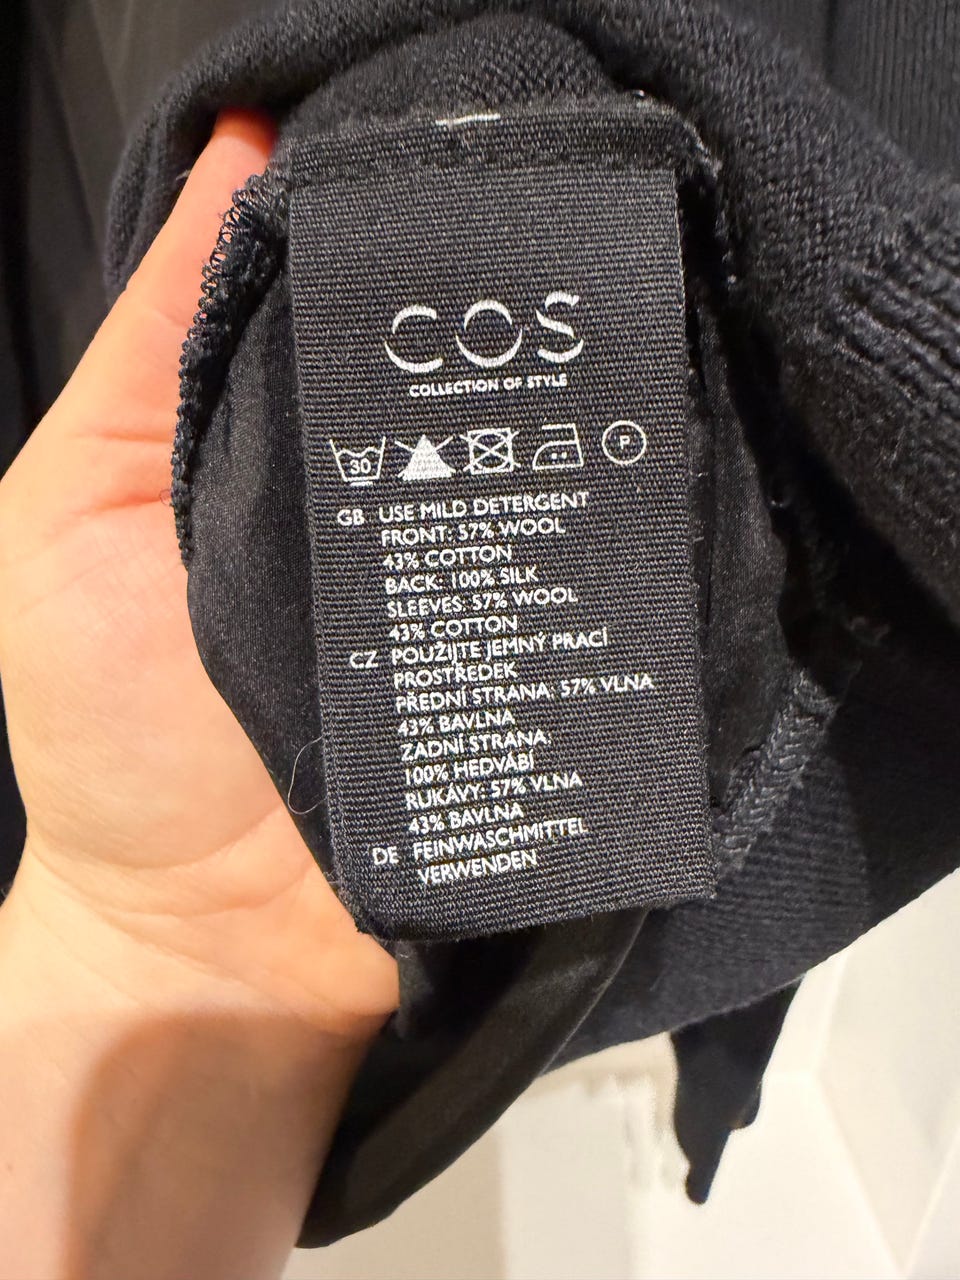 COS
COLLECTION OF STYLE
30
P
GB USE MILD DETERGENT
FRONT: 57% WOOL
43% COTTON
BACK: 100% SILK
SLEEVES: 57% WOOL
43% COTTON
CZ POUŽIJTE JEMNÝ PRACÍ
PROSTŘEDEK
PŘEDNÍ STRANA: 57% VLNA
43% BAVLNA
ZADNÍ STRANA:
100% HEDVÁBÍ
RUKÁVY: 57% VLNA
43% BAVLNA
DE FEINWASCHMITTEL
VERWENDEN